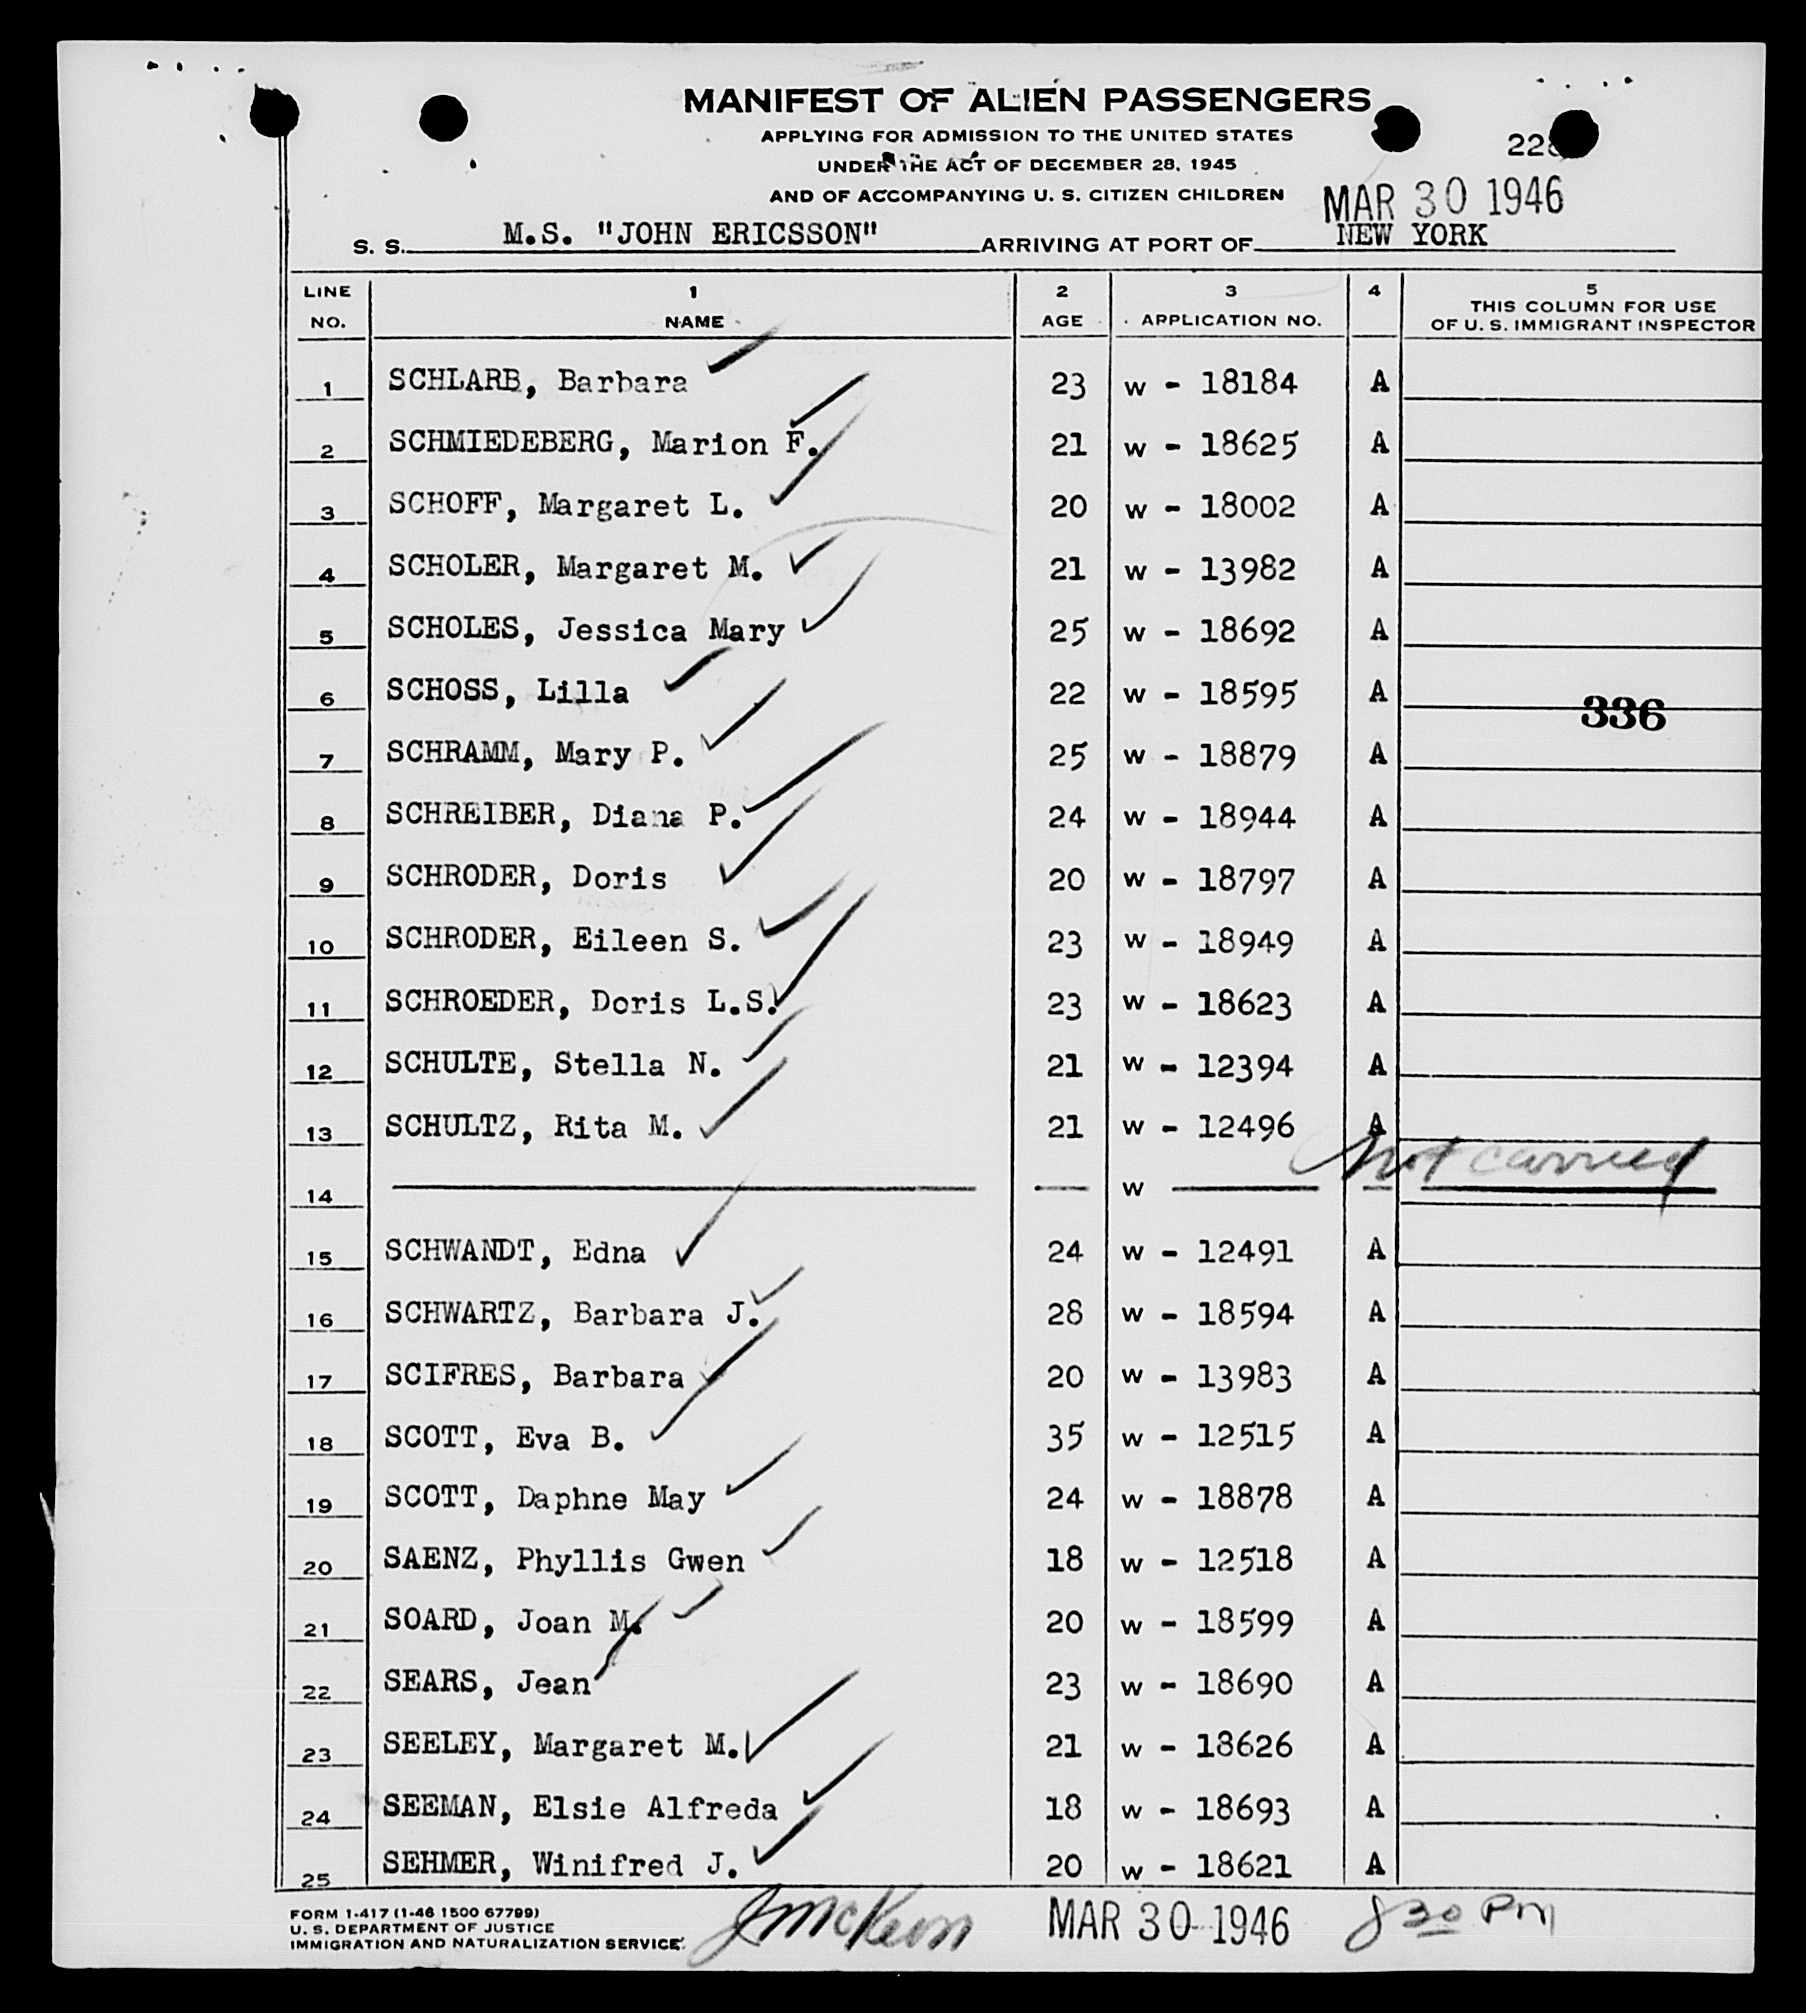 MANIFEST OF ALIEN PASSENGERS
APPLYING FOR ADMISSION TO THE UNITED STATES
UNDER THE ACT OF DECEMBER 28, 1945
AND OF ACCOMPANYING U. S. CITIZEN CHILDREN
MAR 30 1946
S. S. M.S. "JOHN ERICSSON" ARRIVING AT PORT OF NEW YORK
LINE NO. 1 NAME 2 AGE 3 APPLICATION NO. 4 5 THIS COLUMN FOR USE OF U. S. IMMIGRANT INSPECTOR
1 SCHLARB, Barbara 23 W - 18184 A
2 SCHMIEDEBERG, Marion F. 21 W - 18625 A
3 SCHOFF, Margaret L. 20 W - 18002 A
4 SCHOLER, Margaret M. 21 W - 13982 A
5 SCHOLES, Jessica Mary 25 W - 18692 A
6 SCHOSS, Lilla 22 W - 18595 A 336
7 SCHRAMM, Mary P. 25 W - 18879 A
8 SCHREIBER, Diana P. 24 W - 18944 A
9 SCHRODER, Doris 20 W - 18797 A
10 SCHRODER, Eileen S. 23 W - 18949 A
11 SCHROEDER, Doris L.S. 23 W - 18623 A
12 SCHULTE, Stella N. 21 W - 12394 A
13 SCHULTZ, Rita M. 21 W - 12496 A
14 W not carried
15 SCHWANDT, Edna 24 W - 12491 A
16 SCHWARTZ, Barbara J. 28 W - 18594 A
17 SCIFRES, Barbara 20 W - 13983 A
18 SCOTT, Eva B. 35 W - 12515 A
19 SCOTT, Daphne May 24 W - 18878 A
20 SAENZ, Phyllis Gwen 18 W - 12518 A
21 SOARD, Joan M. 20 W - 18599 A
22 SEARS, Jean 23 W - 18690 A
23 SEELEY, Margaret M. 21 W - 18626 A
24 SEEMAN, Elsie Alfreda 18 W - 18693 A
25 SEHMER, Winifred J. 20 W - 18621 A
FORM I-417 (1-46 1500 67799)
U. S. DEPARTMENT OF JUSTICE
IMMIGRATION AND NATURALIZATION SERVICE.
MAR 30 1946 8 30 PM